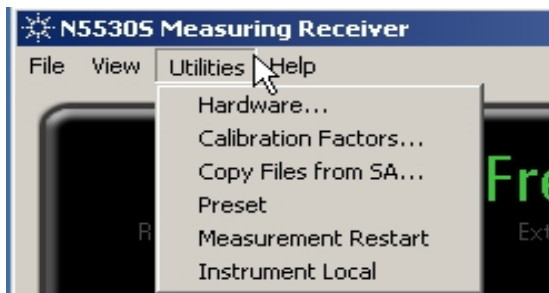 N5530S Measuring Receiver
File View Utilities Help
Hardware...
Calibration Factors...
Copy Files from SA...
Preset
Measurement Restart
Instrument Local
Fre
R
Ext